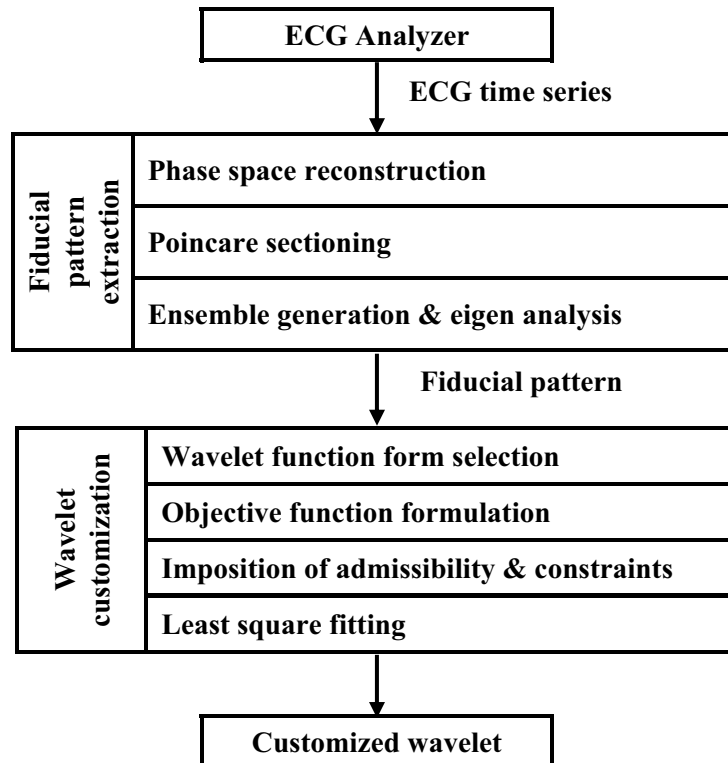 ECG Analyzer
ECG time series
Fiducial
pattern
extraction
Phase space reconstruction
Poincare sectioning
Ensemble generation & eigen analysis
Fiducial pattern
Wavelet
customization
Wavelet function form selection
Objective function formulation
Imposition of admissibility & constraints
Least square fitting
Customized wavelet